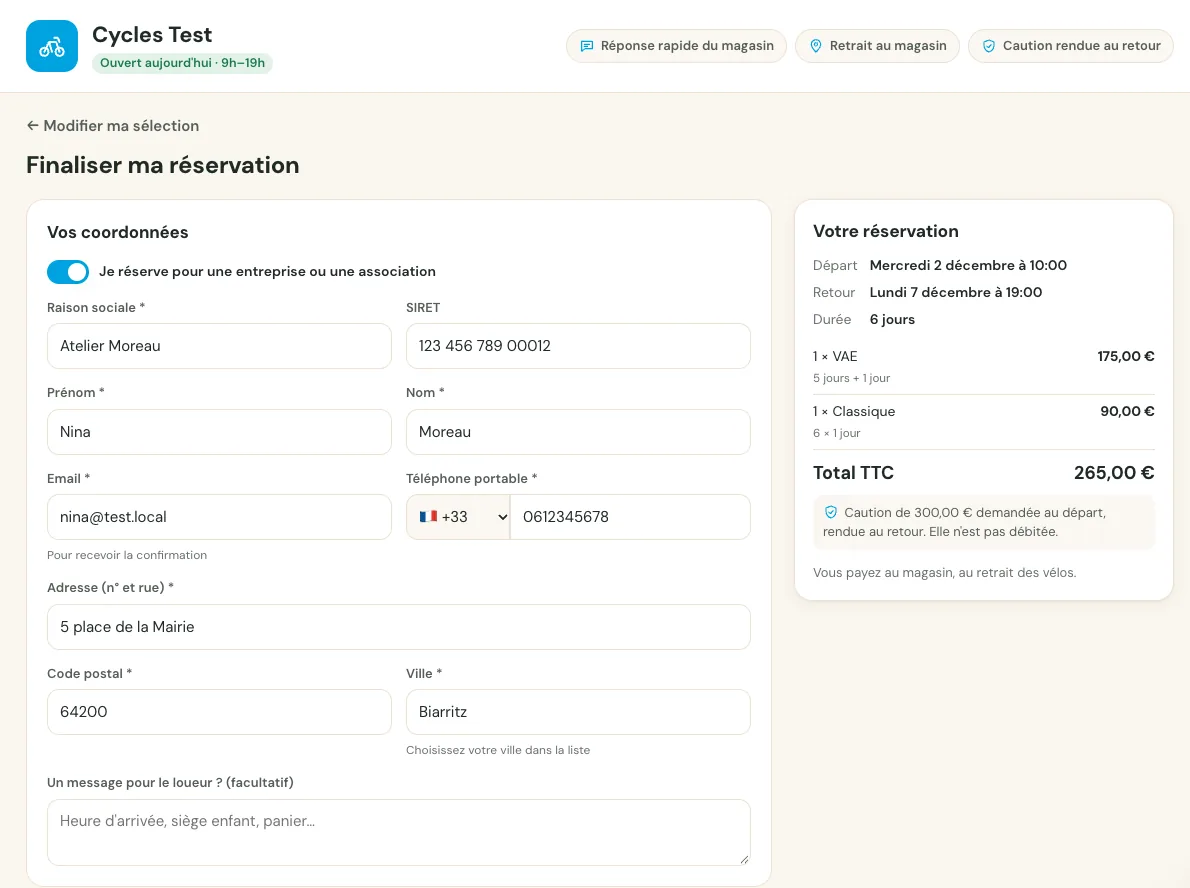 Cycles Test
Ouvert aujourd'hui · 9h–19h
Réponse rapide du magasin
Retrait au magasin
Caution rendue au retour
← Modifier ma sélection
Finaliser ma réservation
Vos coordonnées
Je réserve pour une entreprise ou une association
Raison sociale *
SIRET
Atelier Moreau
123 456 789 00012
Prénom *
Nom *
Nina
Moreau
Email *
Téléphone portable *
nina@test.local
+33
0612345678
Pour recevoir la confirmation
Adresse (n° et rue) *
5 place de la Mairie
Code postal *
Ville *
64200
Biarritz
Choisissez votre ville dans la liste
Un message pour le loueur ? (facultatif)
Heure d'arrivée, siège enfant, panier…
Votre réservation
Départ Mercredi 2 décembre à 10:00
Retour Lundi 7 décembre à 19:00
Durée 6 jours
1 × VAE 175,00 €
5 jours + 1 jour
1 × Classique 90,00 €
6 × 1 jour
Total TTC 265,00 €
Caution de 300,00 € demandée au départ,
rendue au retour. Elle n'est pas débitée.
Vous payez au magasin, au retrait des vélos.